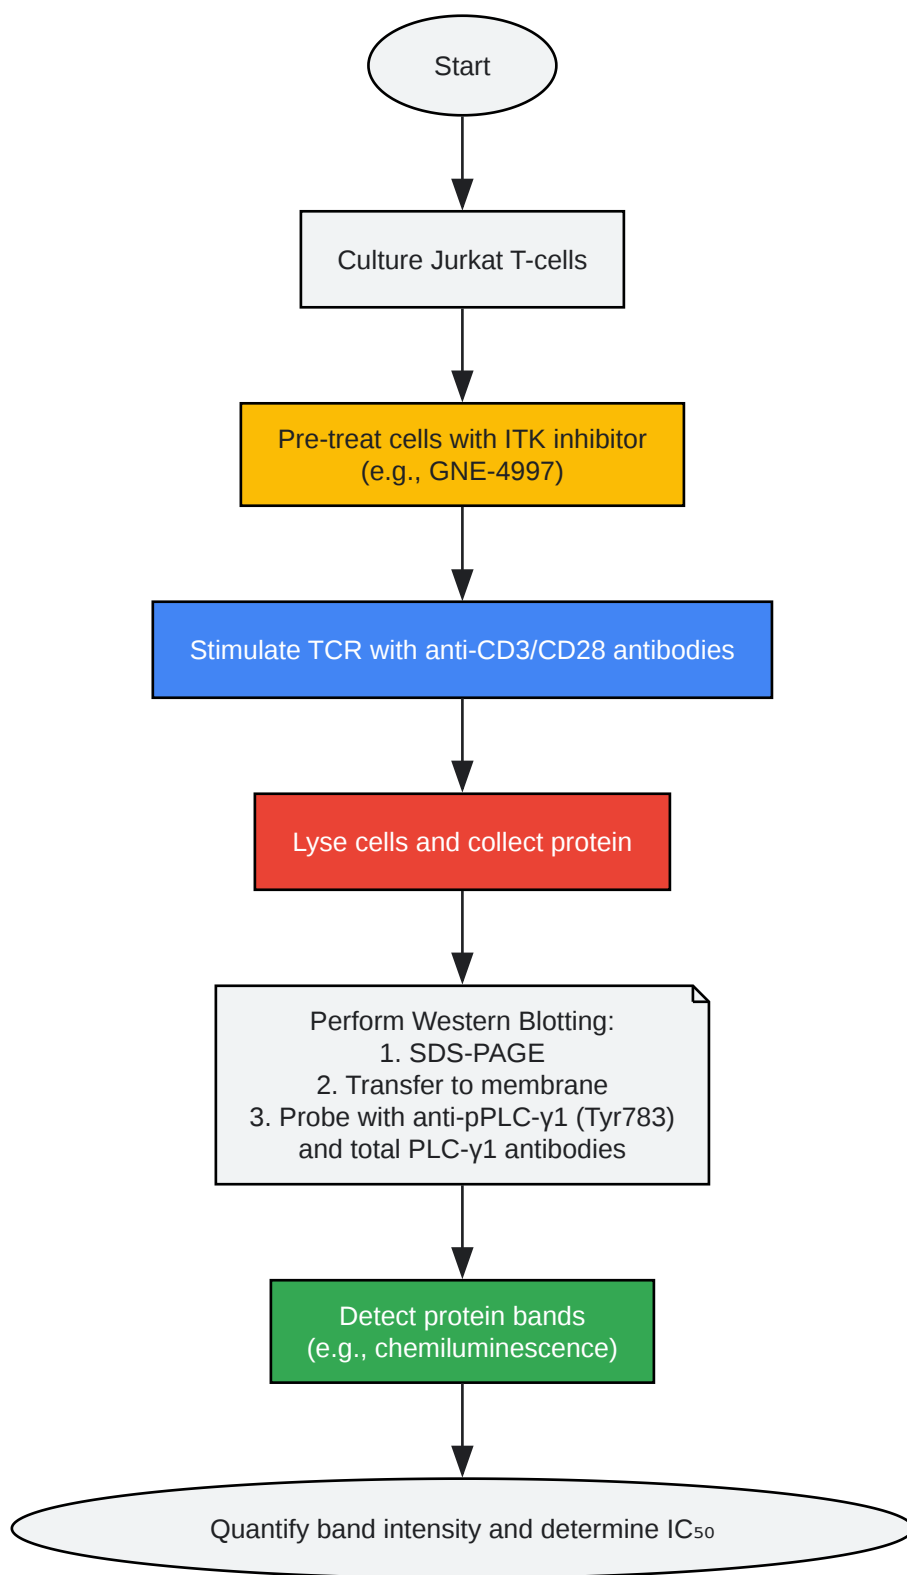 Start
Culture Jurkat T-cells
Pre-treat cells with ITK inhibitor
(e.g., GNE-4997)
Stimulate TCR with anti-CD3/CD28 antibodies
Lyse cells and collect protein
Perform Western Blotting:
1. SDS-PAGE
2. Transfer to membrane
3. Probe with anti-pPLC-γ1 (Tyr783)
and total PLC-γ1 antibodies
Detect protein bands
(e.g., chemiluminescence)
Quantify band intensity and determine IC₅₀